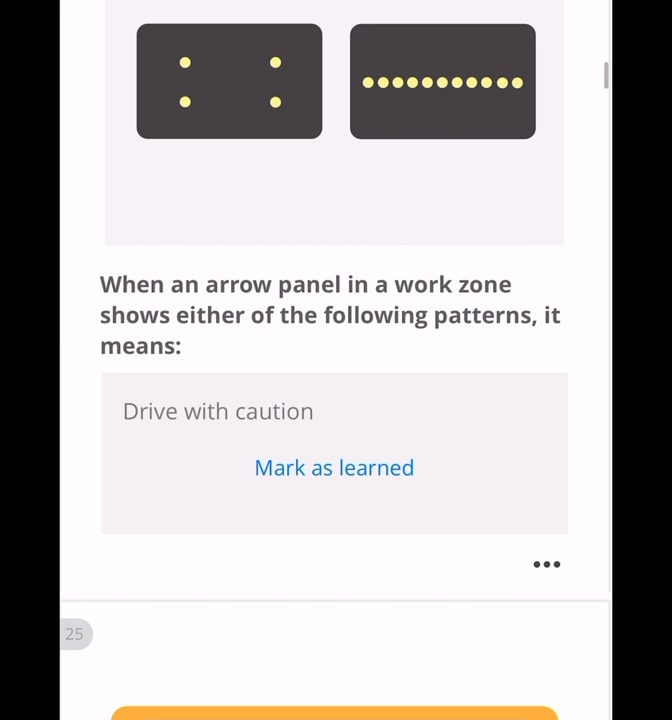 When an arrow panel in a work zone
shows either of the following patterns, it
means:
Drive with caution
Mark as learned
25